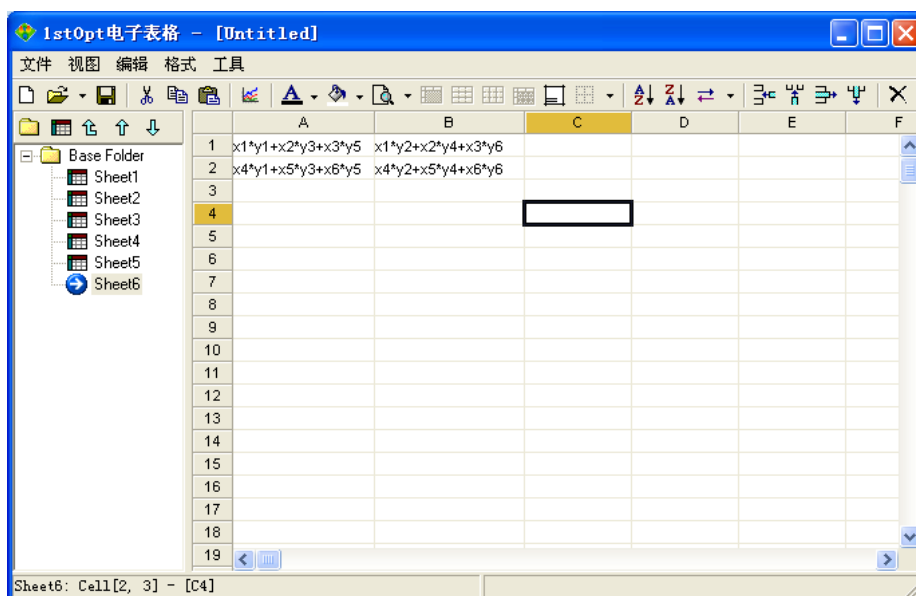 1stOpt电子表格 - [Untitled]
文件 视图 编辑 格式 工具
A B C D E F
Base Folder
Sheet1
Sheet2
Sheet3
Sheet4
Sheet5
Sheet6
1 x1*y1+x2*y3+x3*y5 x1*y2+x2*y4+x3*y6
2 x4*y1+x5*y3+x6*y5 x4*y2+x5*y4+x6*y6
3
4
5
6
7
8
9
10
11
12
13
14
15
16
17
18
19
Sheet6: Cell[2, 3] - [C4]